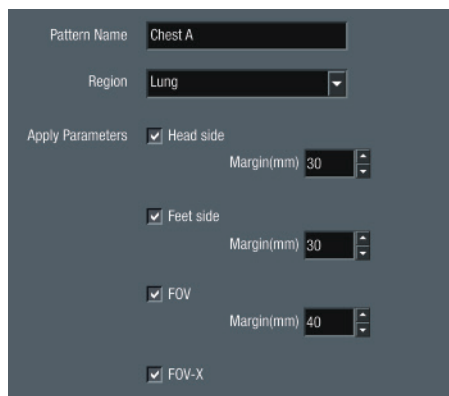 Pattern Name Chest A
Region Lung
Apply Parameters Head side
Margin(mm) 30
Feet side
Margin(mm) 30
FOV
Margin(mm) 40
FOV-X